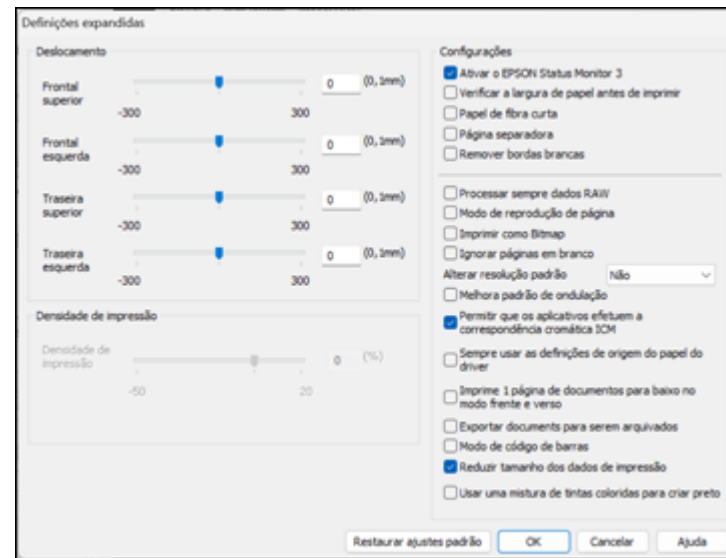 Definições expandidas
Deslocamento
Frontal
superior
0 (0,1mm)
-300 300
Frontal
esquerda
0 (0,1mm)
-300 300
Traseira
superior
0 (0,1mm)
-300 300
Traseira
esquerda
0 (0,1mm)
-300 300
Densidade de impressão
Densidade de
impressão
0 (%)
-50 20
Configurações
Ativar o EPSON Status Monitor 3
Verificar a largura de papel antes de imprimir
Papel de fibra curta
Página separadora
Remover bordas brancas
Processar sempre dados RAW
Modo de reprodução de página
Imprimir como Bitmap
Ignorar páginas em branco
Alterar resolução padrão Não
Melhora padrão de ondulação
Permitir que os aplicativos efetuem a
correspondência cromática ICM
Sempre usar as definições de origem do papel do
driver
Imprime 1 página de documentos para baixo no
modo frente e verso
Exportar documents para serem arquivados
Modo de código de barras
Reduzir tamanho dos dados de impressão
Usar uma mistura de tintas coloridas para criar preto
Restaurar ajustes padrão OK Cancelar Ajuda